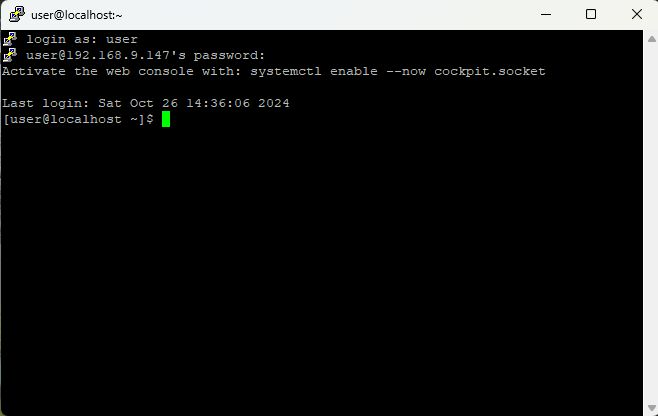 user@localhost:~
login as: user
user@192.168.9.147's password:
Activate the web console with: systemctl enable --now cockpit.socket
Last login: Sat Oct 26 14:36:06 2024
[user@localhost ~]$